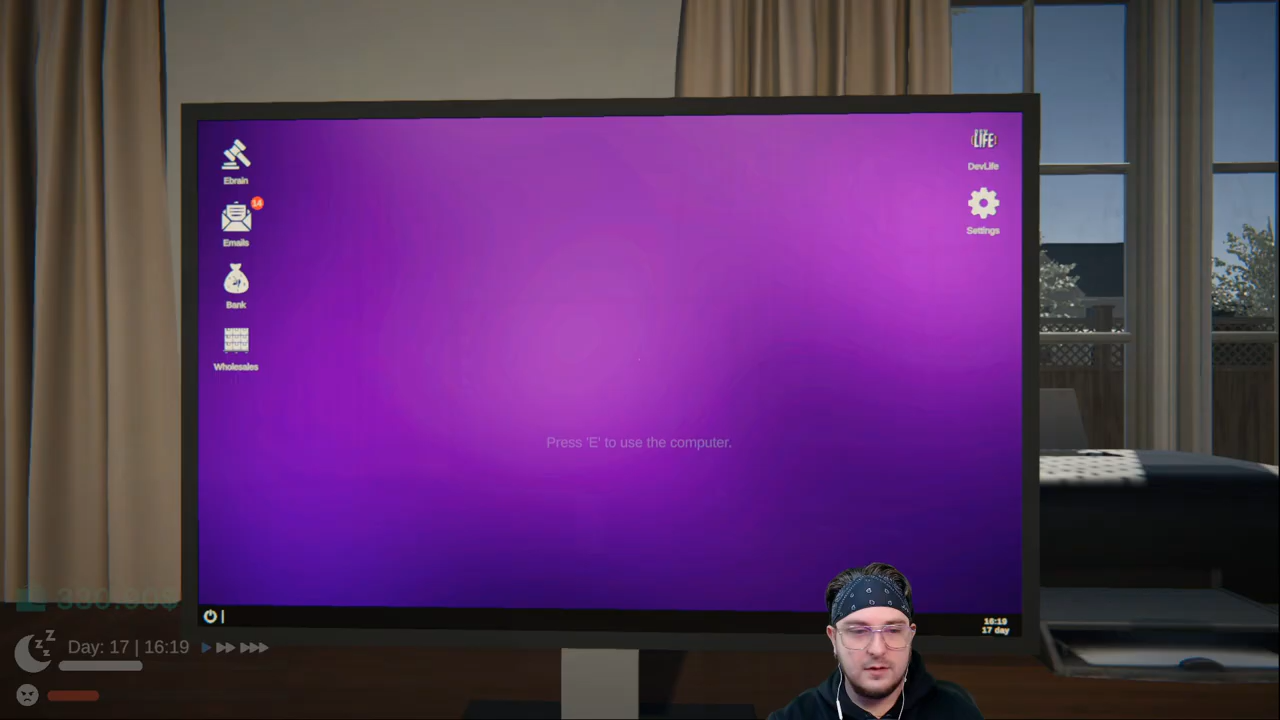 LIFE
Ebrain
DevLife
14
Emails
Settings
Bank
Wholesales
Press 'E' to use the computer.
16:19
17 day
Day: 17 | 16:19